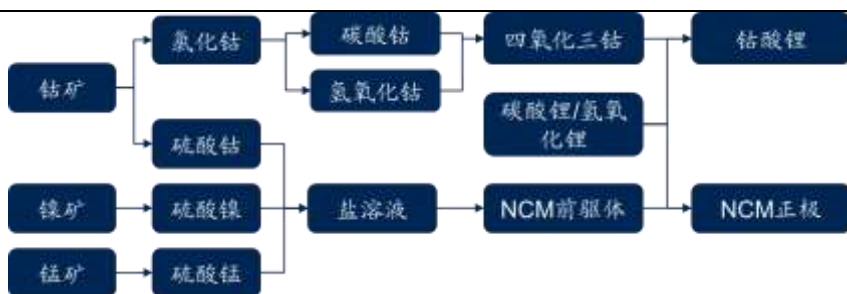 氯化钴
碳酸钴
四氧化三钴
钴酸锂
钴矿
氢氧化钴
碳酸锂/氢氧
化锂
硫酸钴
镍矿
硫酸镍
盐溶液
NCM前驱体
NCM正极
锰矿
硫酸锰